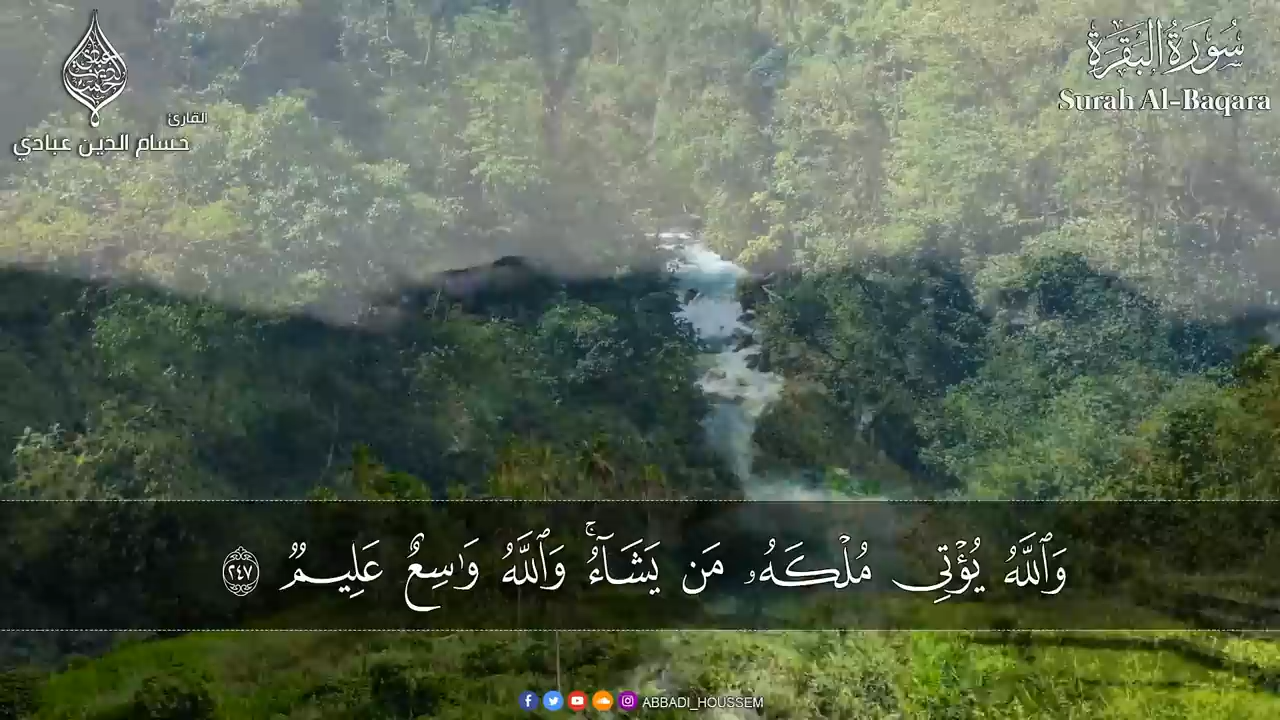 سُورَةُ البَقَرَةِ
Surah Al-Baqara
القارئ
حسام الدين عبادي
وَٱللَّهُ يُؤْتِى مُلْكَهُۥ مَن يَشَآءُ ۚ وَٱللَّهُ وَٰسِعٌ عَلِيمٌ ٢٤٧
ABBADI_HOUSSEM